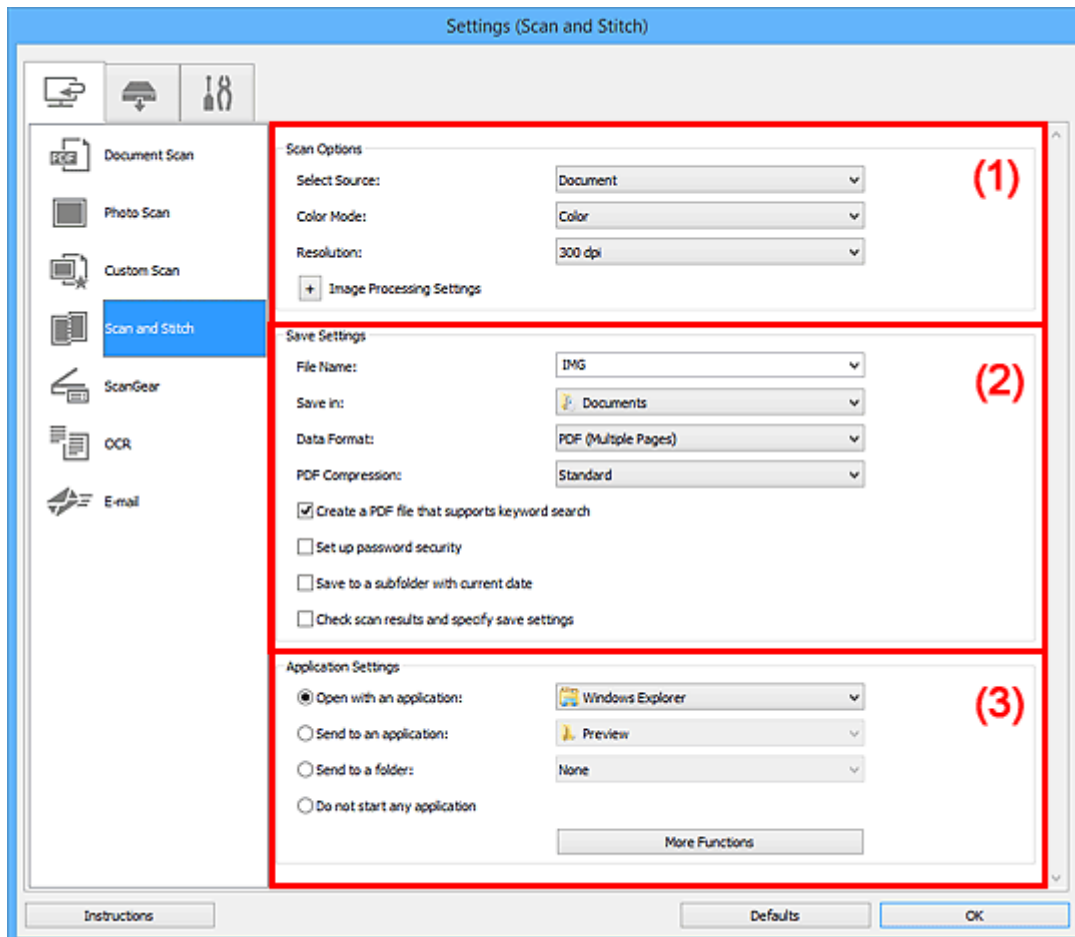 Settings (Scan and Stitch)
Document Scan
Photo Scan
Custom Scan
Scan and Stitch
ScanGear
OCR
E-mail
Scan Options
(1)
Select Source: Document
Color Mode: Color
Resolution: 300 dpi
+ Image Processing Settings
Save Settings
(2)
File Name: IMG
Save in: Documents
Data Format: PDF (Multiple Pages)
PDF Compression: Standard
Create a PDF file that supports keyword search
Set up password security
Save to a subfolder with current date
Check scan results and specify save settings
Application Settings
(3)
Open with an application: Windows Explorer
Send to an application: Preview
Send to a folder: None
Do not start any application
More Functions
Instructions Defaults OK